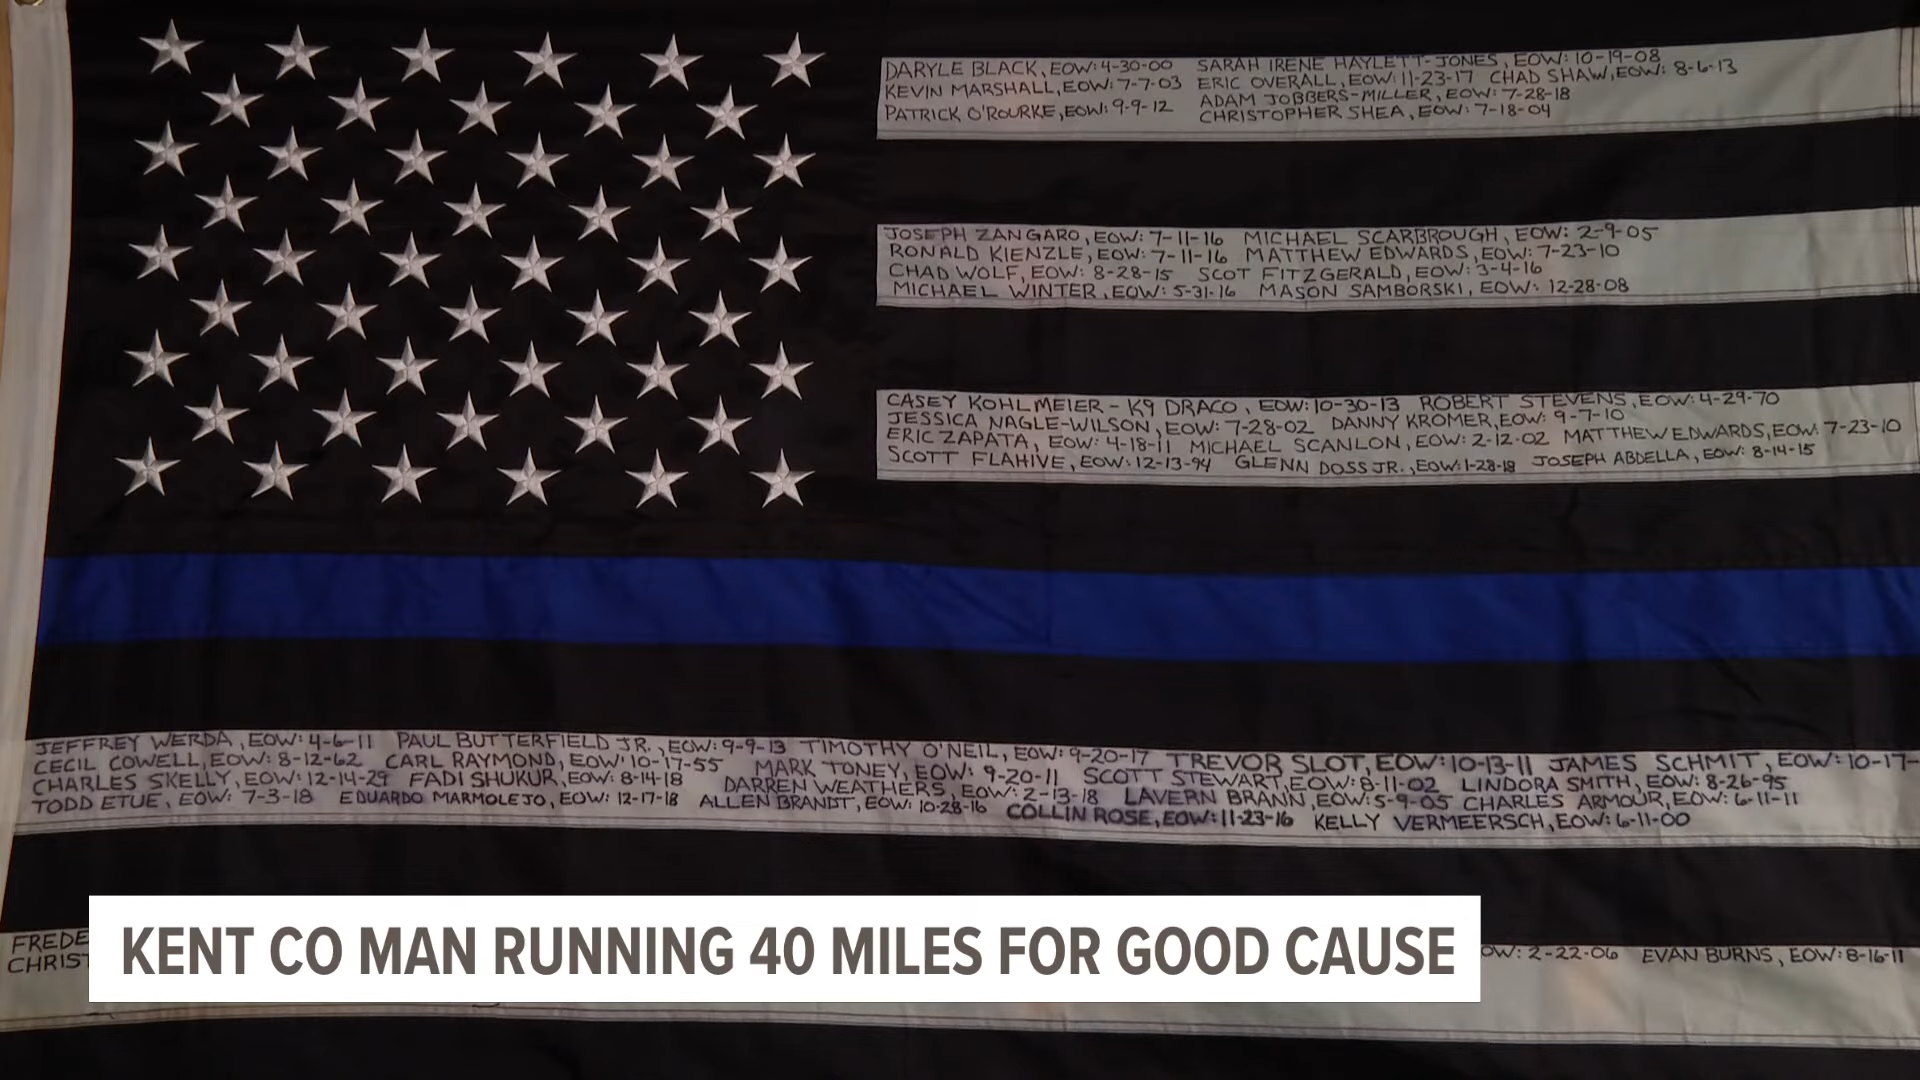 DARYLE BLACK, EOW: 4-30-00 SARAH IRENE HAYLETT-JONES, EOW: 10-19-08
KEVIN MARSHALL, EOW: 7-7-03 ERIC OVERALL, EOW: 11-23-17 CHAD SHAW, EOW: 8-6-13
PATRICK O'ROURKE, EOW: 9-9-12 ADAM JOBBERS-MILLER, EOW: 7-28-18
CHRISTOPHER SHEA, EOW: 7-18-04
JOSEPH ZANGARO, EOW: 7-11-16 MICHAEL SCARBROUGH, EOW: 2-9-05
RONALD KIENZLE, EOW: 7-11-16 MATTHEW EDWARDS, EOW: 7-23-10
CHAD WOLF, EOW: 8-28-15 SCOT FITZGERALD, EOW: 3-4-16
MICHAEL WINTER, EOW: 5-31-16 MASON SAMBORSKI, EOW: 12-28-08
CASEY KOHLMEIER - K9 DRACO, EOW: 10-30-13 ROBERT STEVENS, EOW: 4-29-70
JESSICA NAGLE-WILSON, EOW: 7-28-02 DANNY KROMER, EOW: 9-7-10
ERIC ZAPATA, EOW: 4-18-11 MICHAEL SCANLON, EOW: 2-12-02 MATTHEW EDWARDS, EOW: 7-23-10
SCOTT FLAHIVE, EOW: 12-13-94 GLENN DOSS JR., EOW: 1-28-18 JOSEPH ABDELLA, EOW: 8-14-15
JEFFREY WERDA, EOW: 4-6-11 PAUL BUTTERFIELD JR., EOW: 9-9-13 TIMOTHY O'NEIL, EOW: 9-20-17 TREVOR SLOT, EOW: 10-13-11 JAMES SCHMIT, EOW: 10-17-
CECIL COWELL, EOW: 8-12-62 CARL RAYMOND, EOW: 10-17-55 MARK TONEY, EOW: 9-20-11 SCOTT STEWART, EOW: 8-11-02 LINDORA SMITH, EOW: 8-26-95
CHARLES SKELLY, EOW: 12-14-29 FADI SHUKUR, EOW: 8-14-18 DARREN WEATHERS, EOW: 2-13-18 LAVERN BRANN, EOW: 5-9-05 CHARLES ARMOUR, EOW: 6-11-11
TODD ETUE, EOW: 7-3-18 EDUARDO MARMOLEJO, EOW: 12-17-18 ALLEN BRANDT, EOW: 10-28-16 COLLIN ROSE, EOW: 11-23-16 KELLY VERMEERSCH, EOW: 6-11-00
FREDE
CHRIST
OW: 2-22-06 EVAN BURNS, EOW: 8-16-11
KENT CO MAN RUNNING 40 MILES FOR GOOD CAUSE